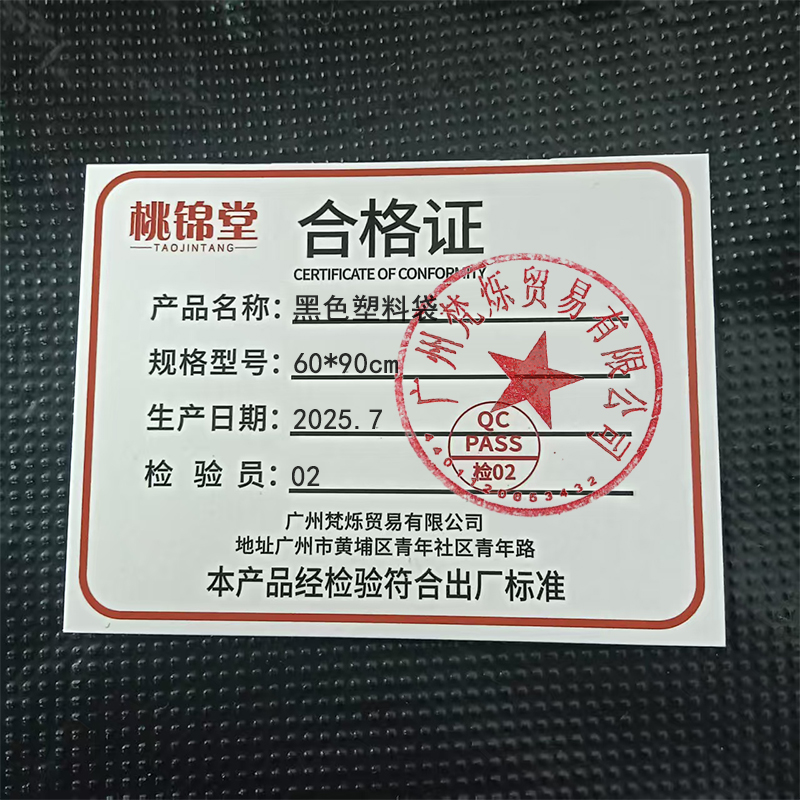 桃锦堂
TAOJINTANG
合格证
CERTIFICATE OF CONFORMITY
产品名称：黑色塑料袋
规格型号：60*90cm
生产日期：2025.7
检 验 员：02
广州梵烁贸易有限公司
QC
PASS
检02
广州梵烁贸易有限公司
地址广州市黄埔区青年社区青年路
本产品经检验符合出厂标准